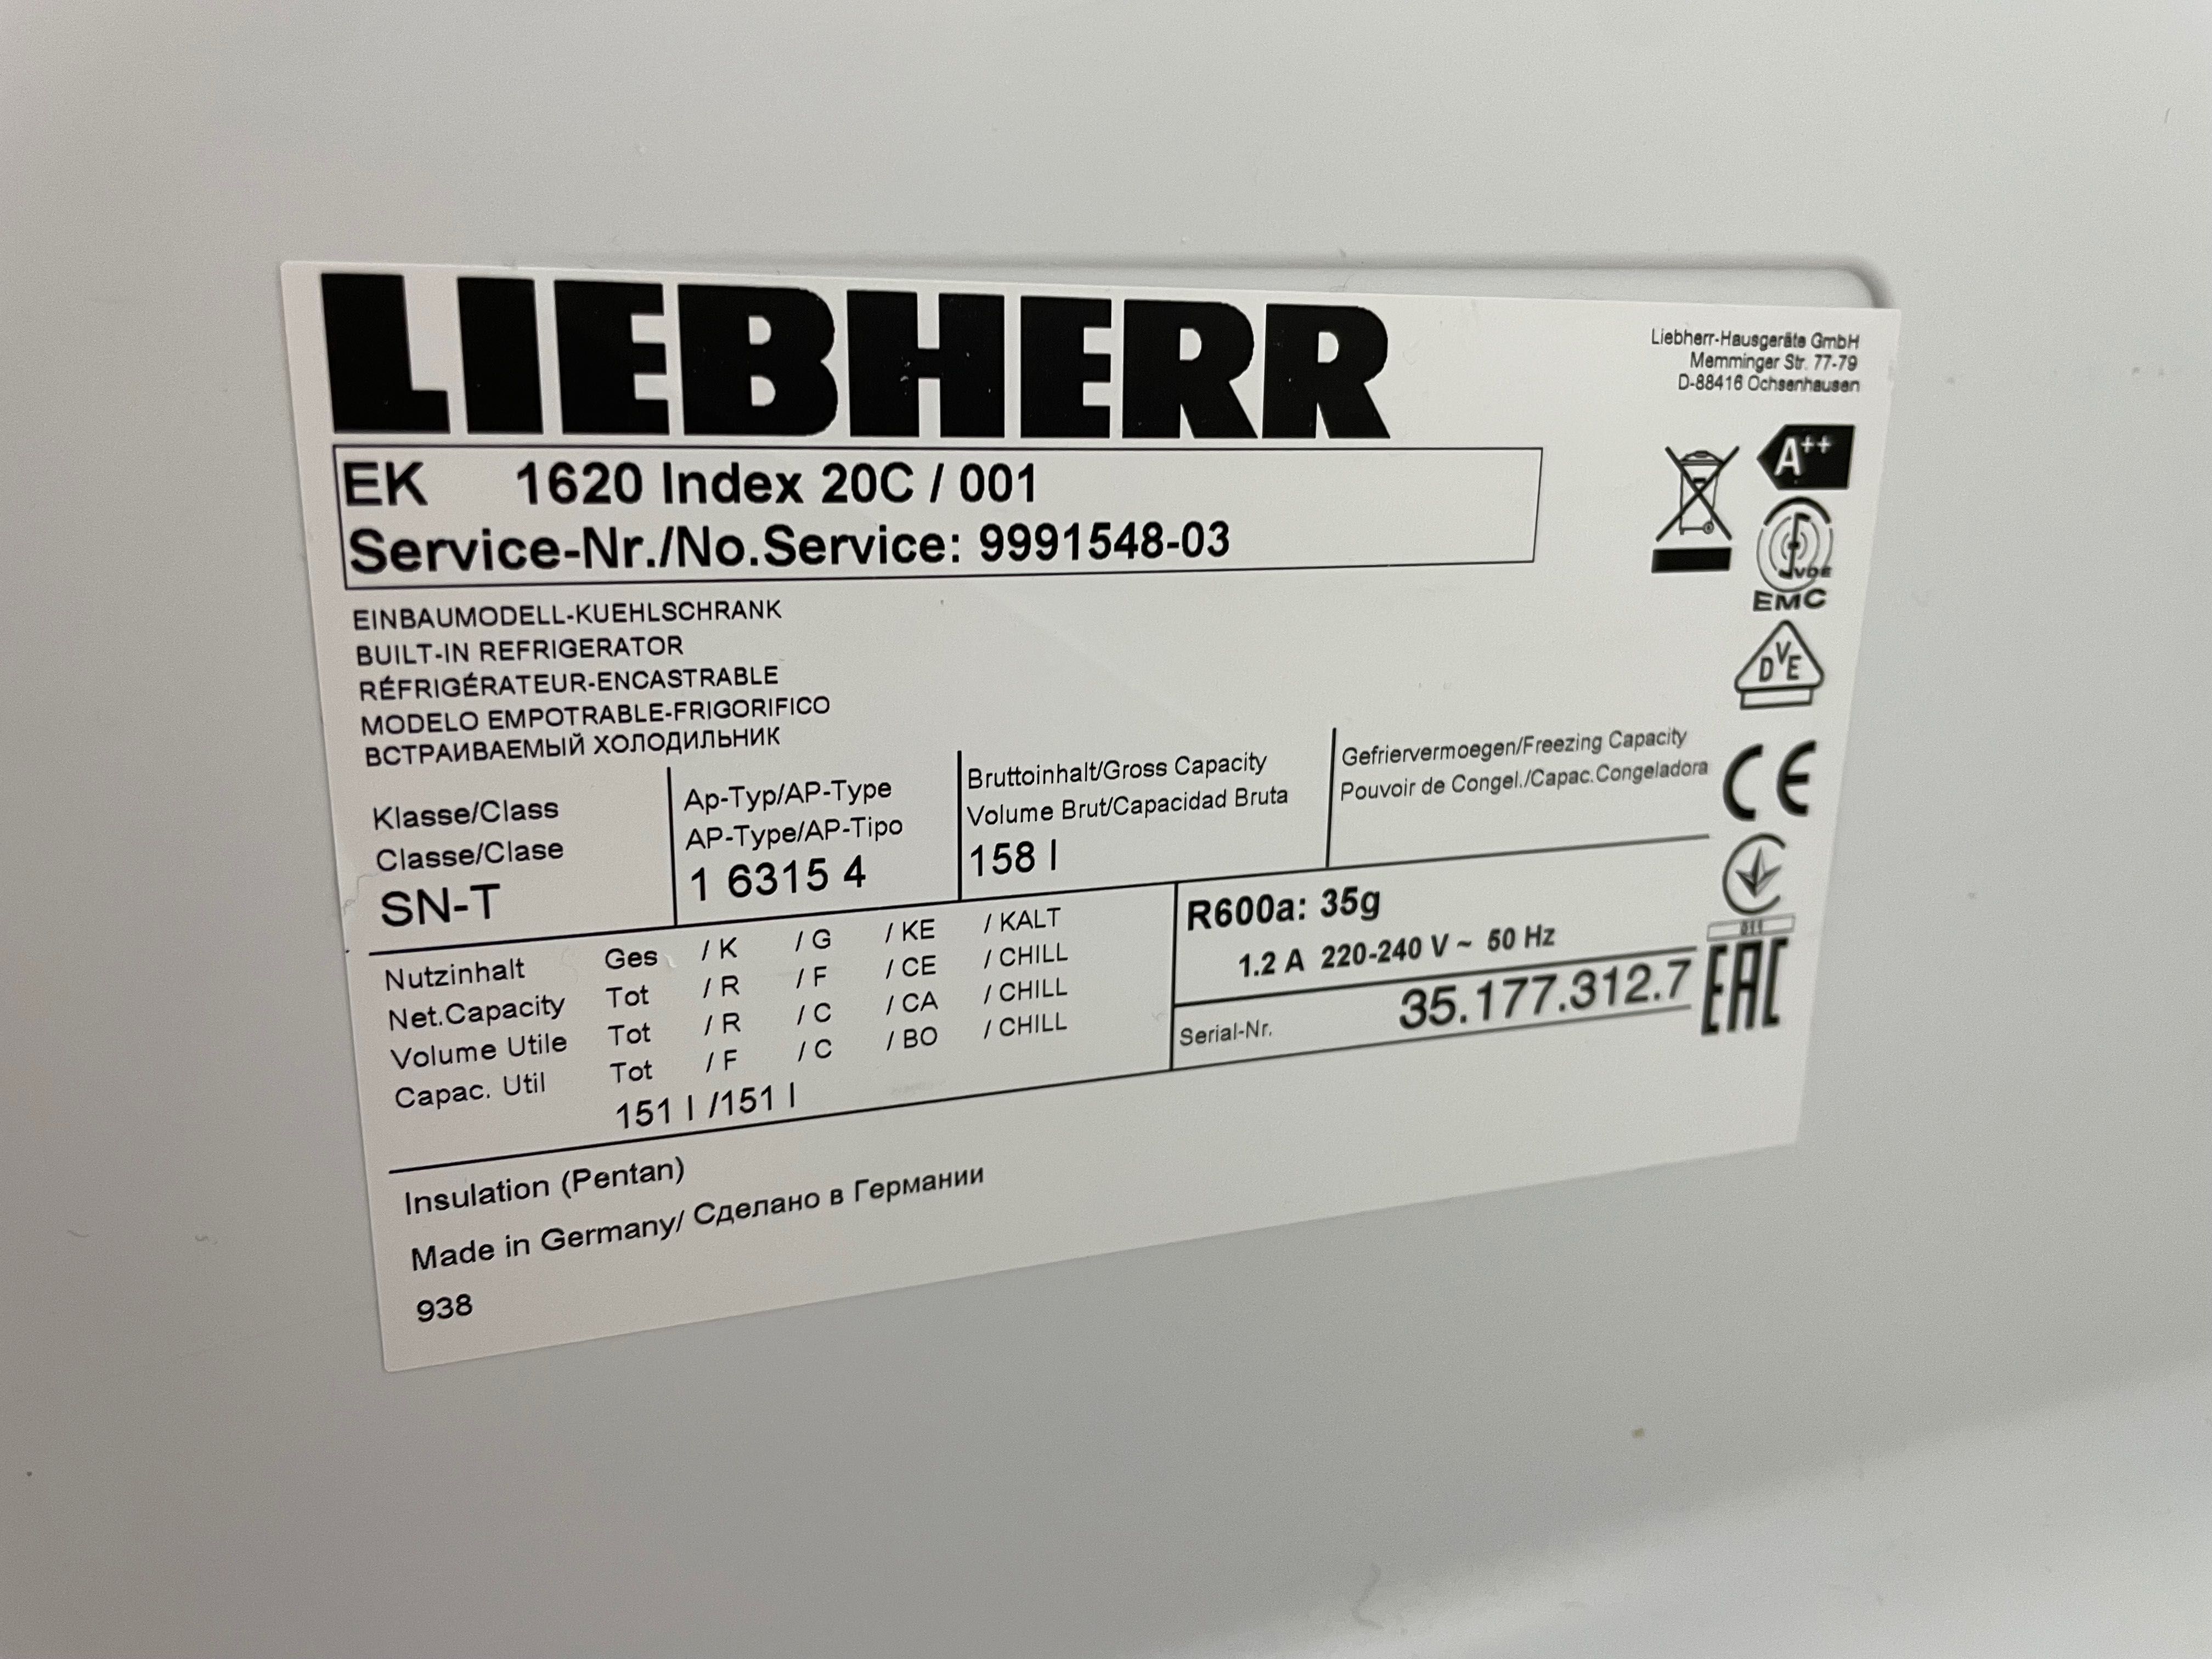 LIEBHERR
Liebherr-Hausgeräte GmbH
Memminger Str. 77-79
D-88416 Ochsenhausen
EK 1620 Index 20C / 001
Service-Nr./No.Service: 9991548-03
A++
VDE
EMC
DVE
CE
EINBAUMODELL-KUEHLSCHRANK
BUILT-IN REFRIGERATOR
RÉFRIGÉRATEUR-ENCASTRABLE
MODELO EMPOTRABLE-FRIGORIFICO
ВСТРАИВАЕМЫЙ ХОЛОДИЛЬНИК
Klasse/Class
Classe/Clase
SN-T
Ap-Typ/AP-Type
AP-Type/AP-Tipo
1 6315 4
Bruttoinhalt/Gross Capacity
Volume Brut/Capacidad Bruta
158 l
Gefriervermoegen/Freezing Capacity
Pouvoir de Congel./Capac.Congeladora
Nutzinhalt Ges / K / G / KE / KALT
Net.Capacity Tot / R / F / CE / CHILL
Volume Utile Tot / R / C / CA / CHILL
Capac. Util Tot / F / C / BO / CHILL
151 l /151 l
R600a: 35g
1.2 A 220-240 V ~ 50 Hz
Serial-Nr. 35.177.312.7
EAC
Insulation (Pentan)
Made in Germany/ Сделано в Германии
938